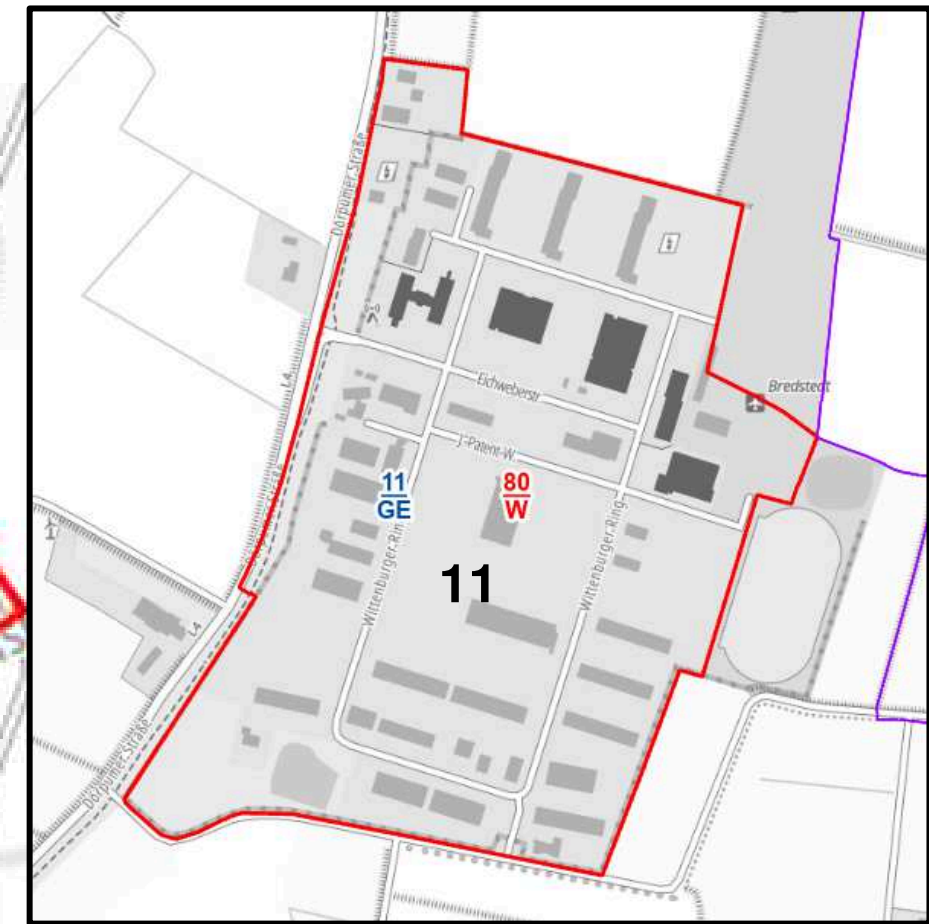 Dörpumer Straße
Eichweberstr
Bredstedt
J.-Patent-W.
L4
11
GE
80
W
Wittenburger Ring
Wittenburger Ring
11
L4
Dörpumer Straße